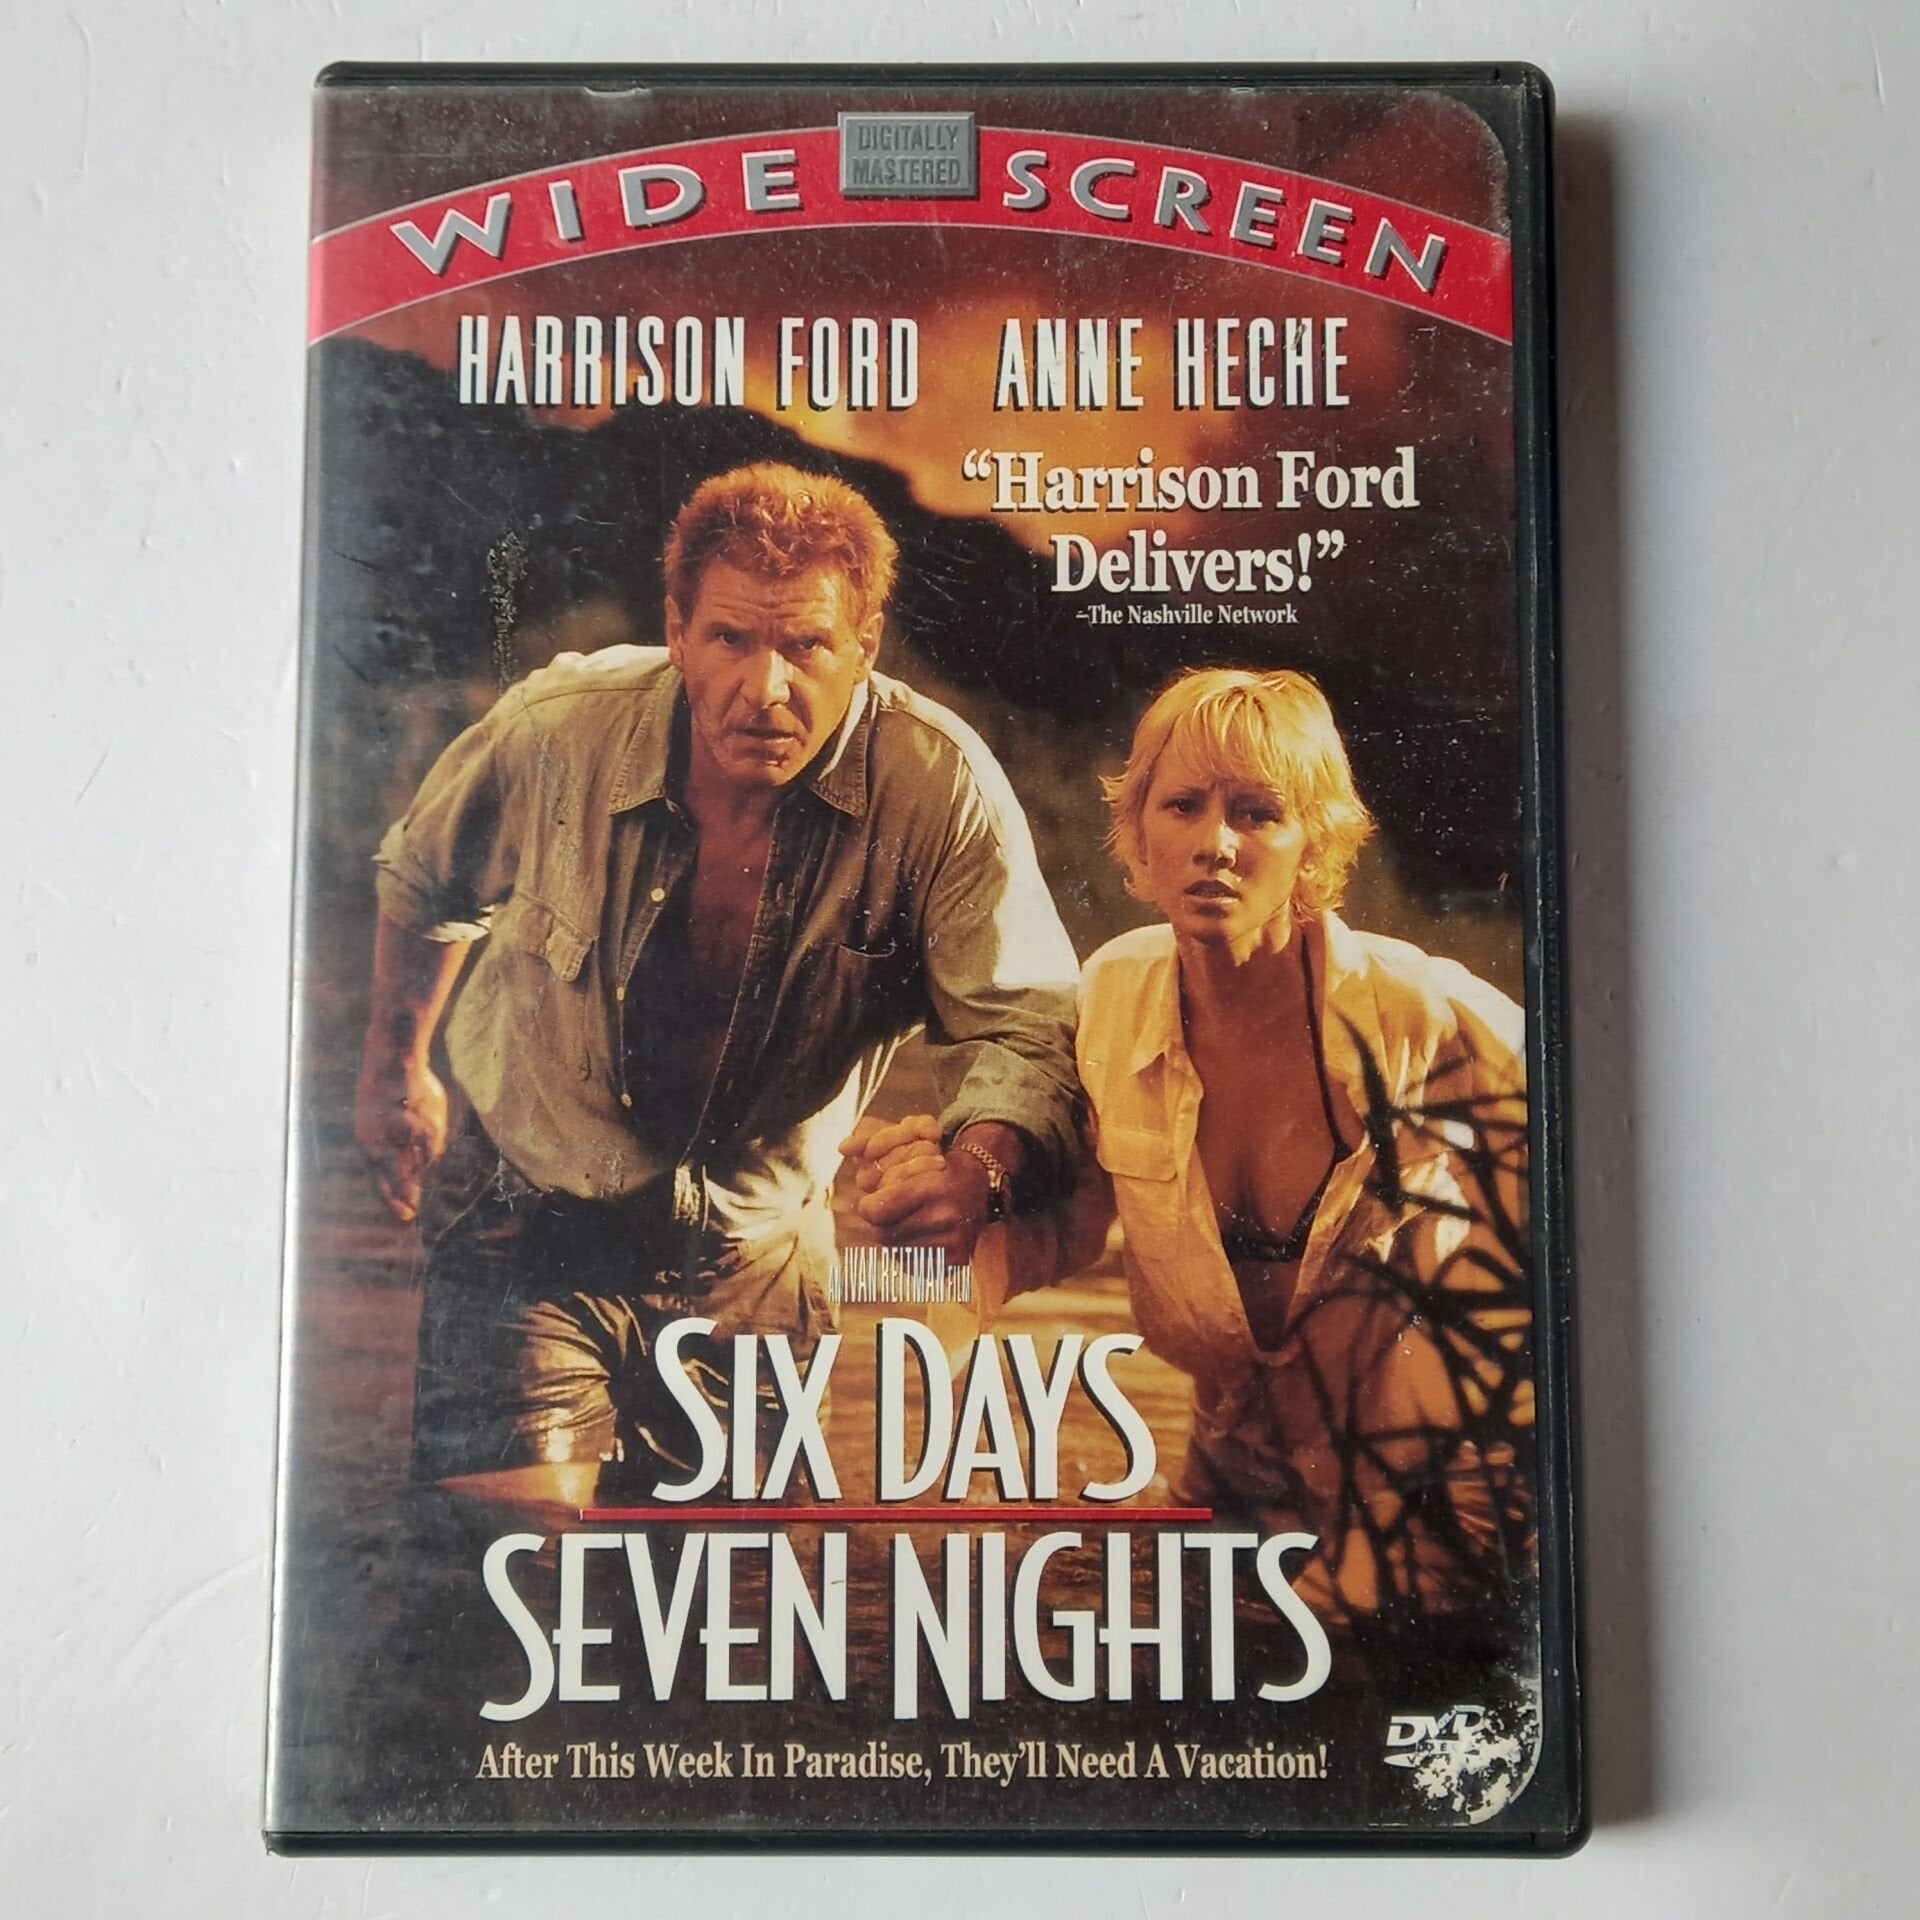 WIDE SCREEN
DIGITALLY
MASTERED
HARRISON FORD ANNE HECHE
“Harrison Ford
Delivers!”
–The Nashville Network
AN IVAN REITMAN FILM
SIX DAYS
SEVEN NIGHTS
DVD
VIDEO
After This Week In Paradise, They’ll Need A Vacation!